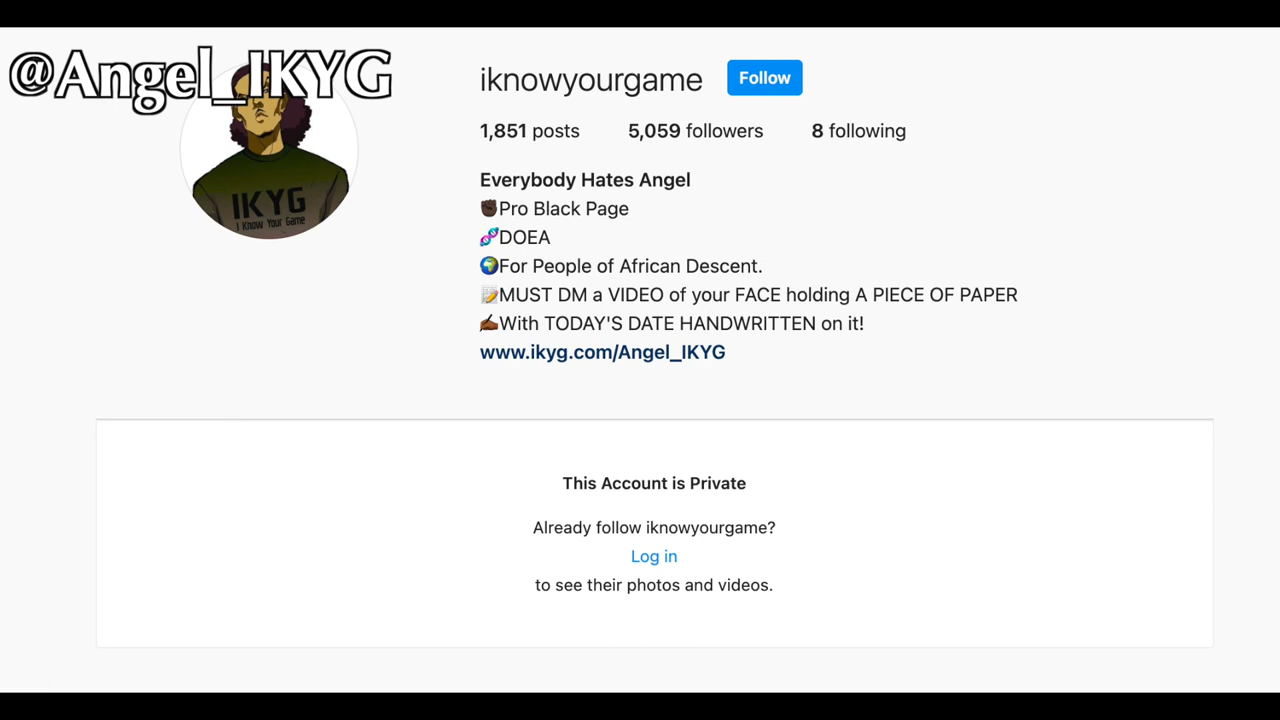 @Angel_IKYG
iknowyourgame Follow
1,851 posts 5,059 followers 8 following
Everybody Hates Angel
✊🏿Pro Black Page
🧬DOEA
🌍For People of African Descent.
📝MUST DM a VIDEO of your FACE holding A PIECE OF PAPER
✍🏾With TODAY'S DATE HANDWRITTEN on it!
www.ikyg.com/Angel_IKYG
IKYG
I Know Your Game
This Account is Private
Already follow iknowyourgame?
Log in
to see their photos and videos.